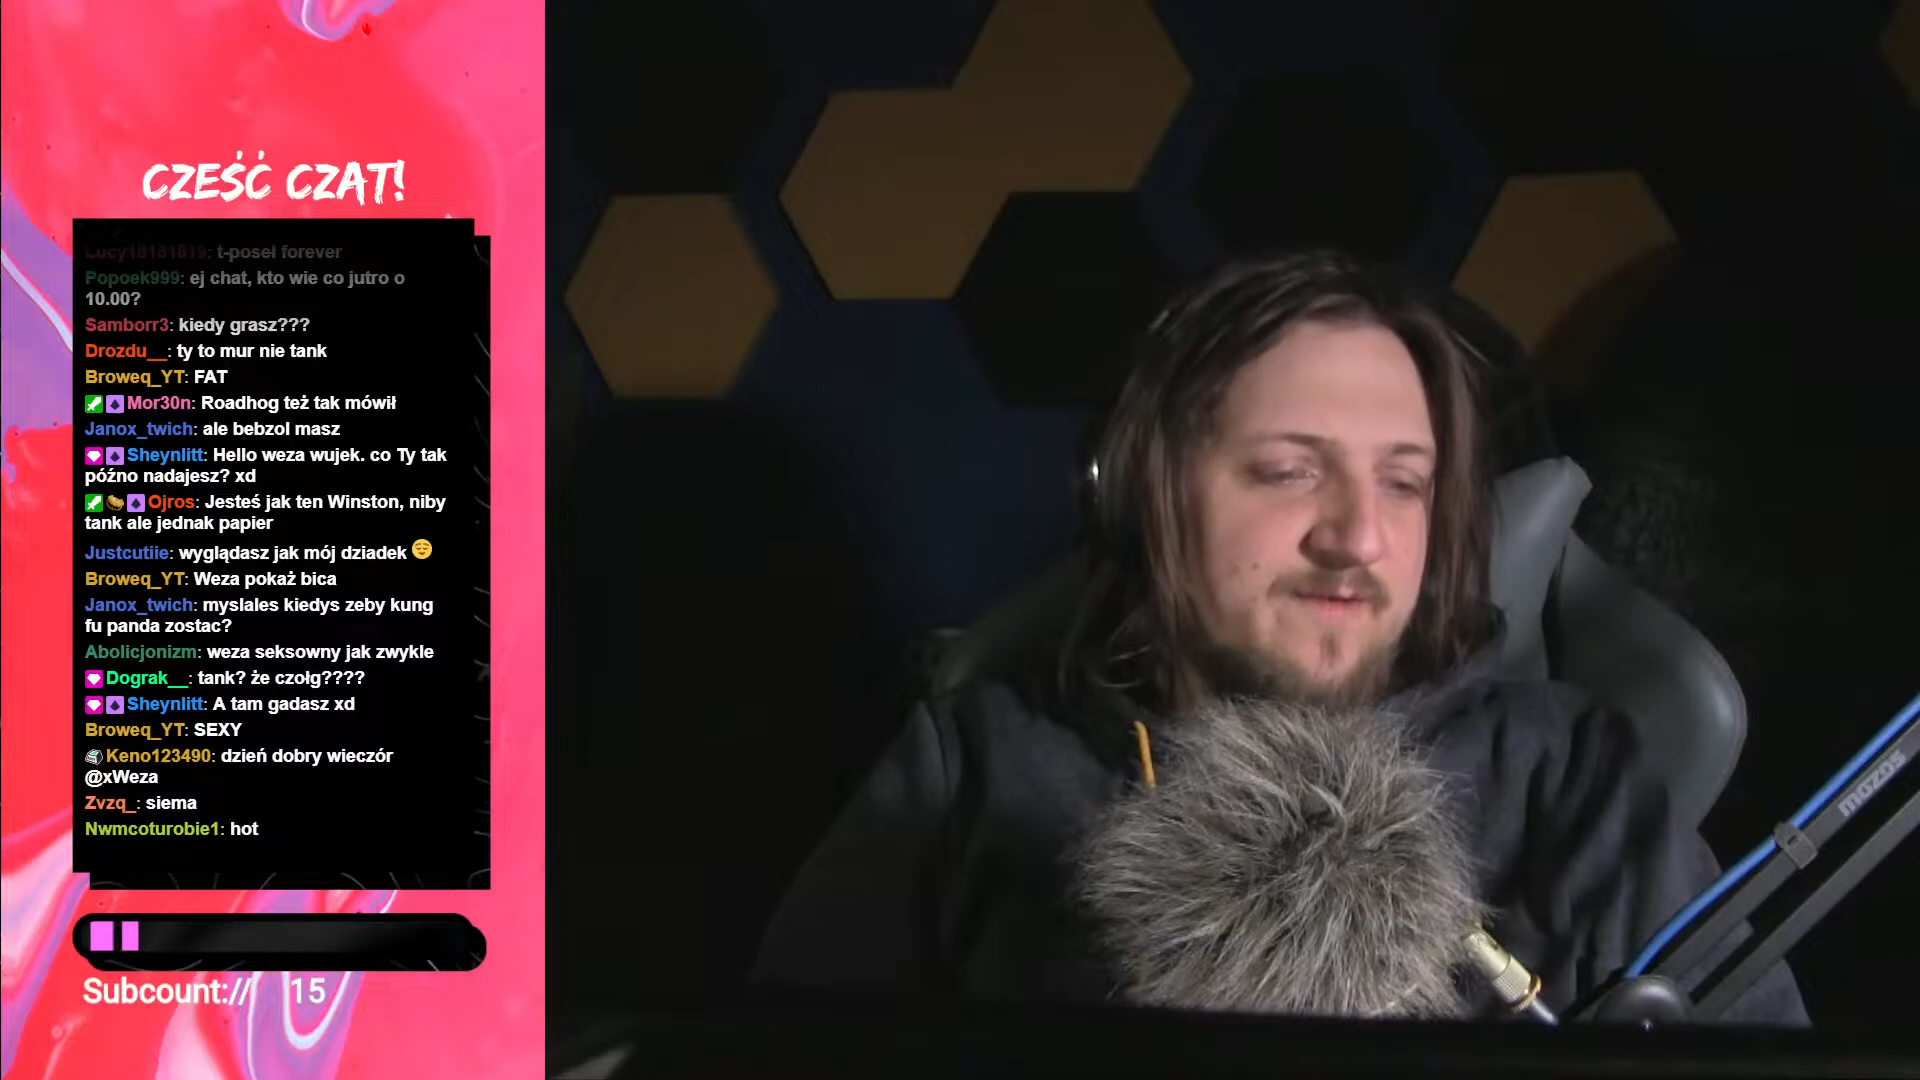 CZEŚĆ CZAT!
Lucy18181819: t-poseł forever
Popoek999: ej chat, kto wie co jutro o
10.00?
Samborr3: kiedy grasz???
Drozdu__: ty to mur nie tank
Broweq_YT: FAT
Mor30n: Roadhog też tak mówił
Janox_twich: ale bebzol masz
Sheynlitt: Hello weza wujek. co Ty tak
późno nadajesz? xd
Ojros: Jesteś jak ten Winston, niby
tank ale jednak papier
Justcutiie: wyglądasz jak mój dziadek 😌
Broweq_YT: Weza pokaż bica
Janox_twich: myslales kiedys zeby kung
fu panda zostac?
Abolicjonizm: weza seksowny jak zwykle
Dograk__: tank? że czołg????
Sheynlitt: A tam gadasz xd
Broweq_YT: SEXY
Keno123490: dzień dobry wieczór
@xWeza
Zvzq_: siema
Nwmcoturobie1: hot
Subcount:// 15
mozos